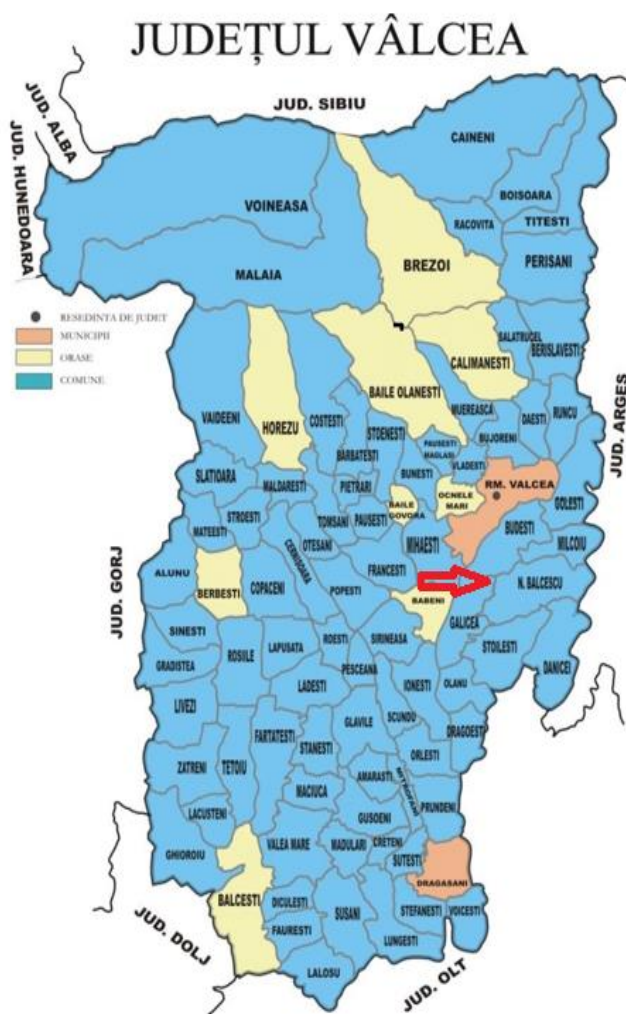 JUDEȚUL VÂLCEA
JUD. SIBIU
JUD. ALBA
JUD. HUNEDOARA
CAINENI
VOINEASA
BOISOARA
RACOVITA
TITESTI
MALAIA
BREZOI
PERISANI
RESEDINTA DE JUDET
MUNICIPII
ORASE
COMUNE
SALATRUCEL
BERISLAVESTI
CALIMANESTI
BAILE OLANESTI
JUD. ARGES
VAIDEENI
HOREZU
COSTESTI
MUEREASCA
DAESTI
RUNCU
STOENESTI
PAUSESTI
MAGLASI
BUJORENI
BARBATESTI
VLADESTI
SLATIOARA
MALDARESTI
PIETRARI
BUNESTI
RM. VALCEA
OCNELE
MARI
BAILE
GOVORA
GOLESTI
STROESTI
TOMSANI
PAUSESTI
BUDESTI
MATEESTI
OTESANI
MIHAESTI
MILCOIU
CERNISOARA
JUD. GORJ
ALUNU
BERBESTI
COPACENI
POPESTI
FRANCESTI
N. BALCESCU
BABENI
SINESTI
ROESTI
SIRINEASA
GALICEA
STOILESTI
GRADISTEA
ROSIILE
LAPUSATA
PESCEANA
DANICEI
LADESTI
IONESTI
OLANU
LIVEZI
SCUNDU
GLAVILE
DRAGOESTI
FARTATESTI
STANESTI
ORLESTI
ZATRENI
TETOIU
AMARASTI
MITROFANI
MACIUCA
PRUNDENI
LACUSTENI
GUSOENI
GHIOROIU
VALEA MARE
MADULARI
CRETENI
SUTESTI
DRAGASANI
BALCESTI
DICULESTI
SUSANI
STEFANESTI
VOICESTI
FAURESTI
LUNGESTI
LALOSU
JUD. DOLJ
JUD. OLT